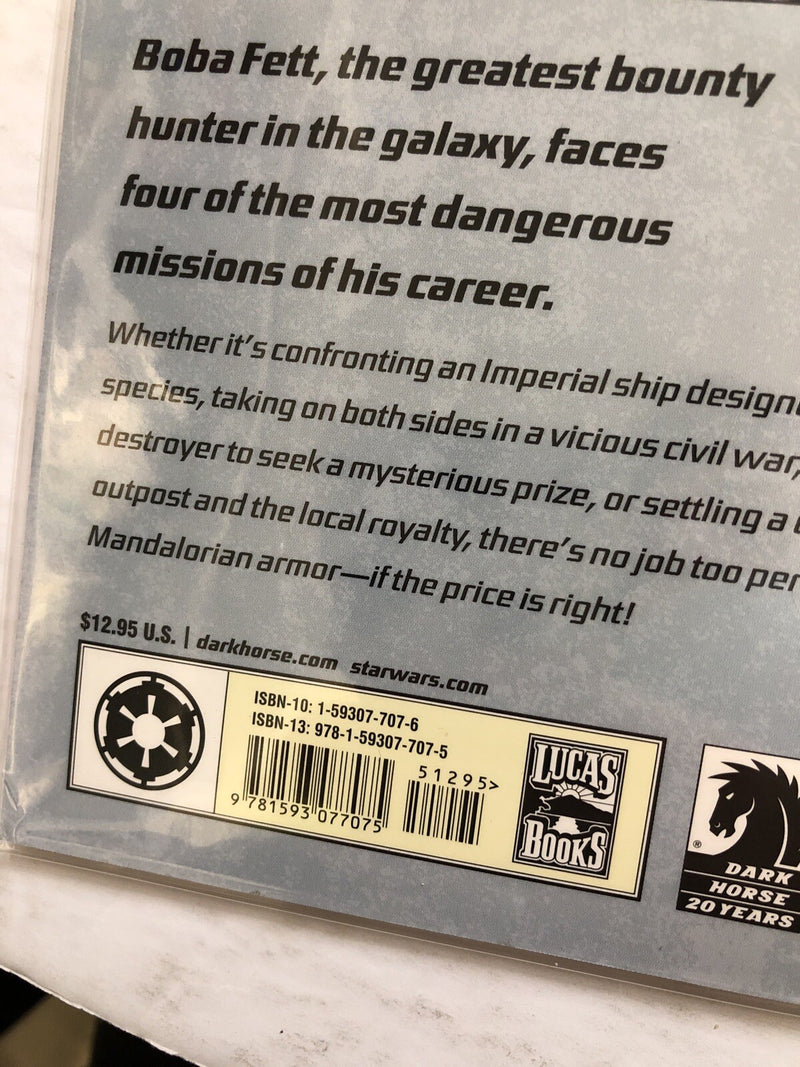 Boba Fett, the greatest bounty
hunter in the galaxy, faces
four of the most dangerous
missions of his career.
Whether it's confronting an Imperial ship
species, taking on both sides in a vicious civil war,
destroyer to seek a mysterious prize, or settling a
outpost and the local royalty, there's no job too
Mandalorian armor—if the price is right!
$12.95 U.S. | darkhorse.com starwars.com
ISBN-10: 1-59307-707-6
ISBN-13: 978-1-59307-707-5
51295>
9 781593 077075
LUCAS
BOOKS
®
DARK
HORSE
20 YEARS